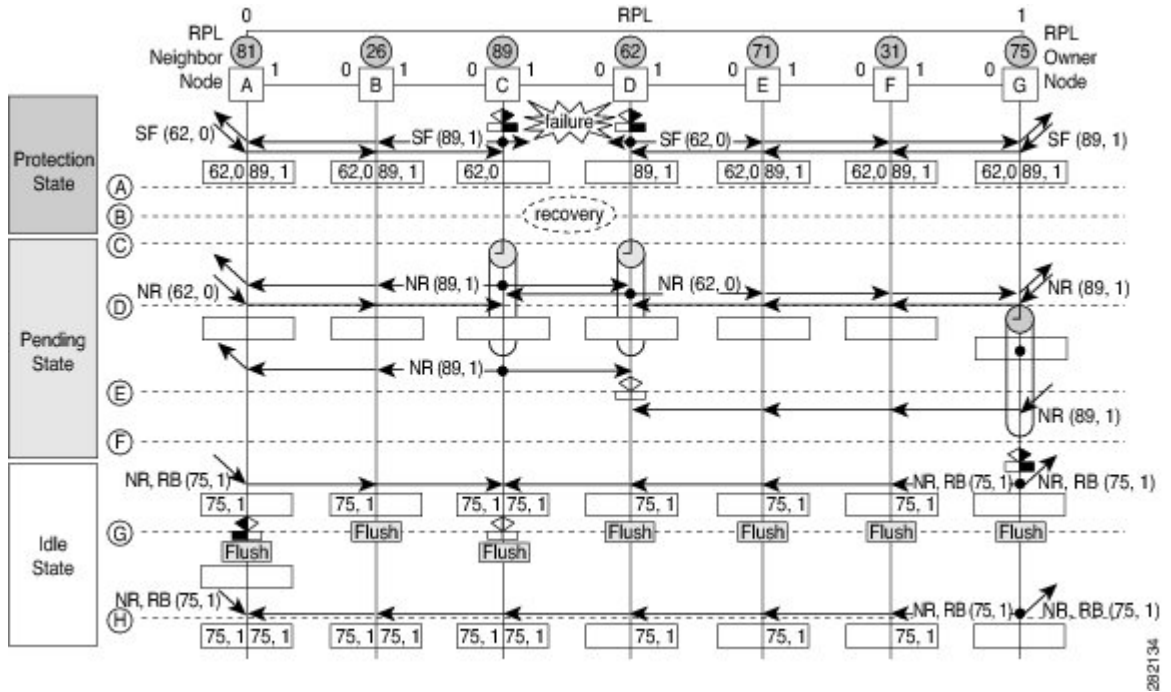 0 RPL 1
RPL Neighbor Node
81 26 89 62 71 31 75
RPL Owner Node
A 1 0 B 1 0 C 1 0 D 1 0 E 1 0 F 1 0 G
Protection State
failure
SF (62, 0) SF (89, 1) SF (62, 0) SF (89, 1)
62,0 89, 1 62,0 89, 1 62,0 89, 1 62,0 89, 1 62,0 89, 1 62,0 89, 1
A
B recovery
Pending State
C
NR (89, 1)
NR (62, 0) NR (62, 0) NR (89, 1)
D
NR (89, 1)
E
NR (89, 1)
F
Idle State
NR, RB (75, 1) NR, RB (75, 1) NR, RB (75, 1)
75, 1 75, 1 75, 1 75, 1 75, 1 75, 1 75, 1
G Flush Flush Flush Flush Flush
Flush Flush
NR, RB (75, 1) NR, RB (75, 1) NR, RB (75, 1)
H
75, 1 75, 1 75, 1 75, 1 75, 1 75, 1 75, 1 75, 1 75, 1
282134